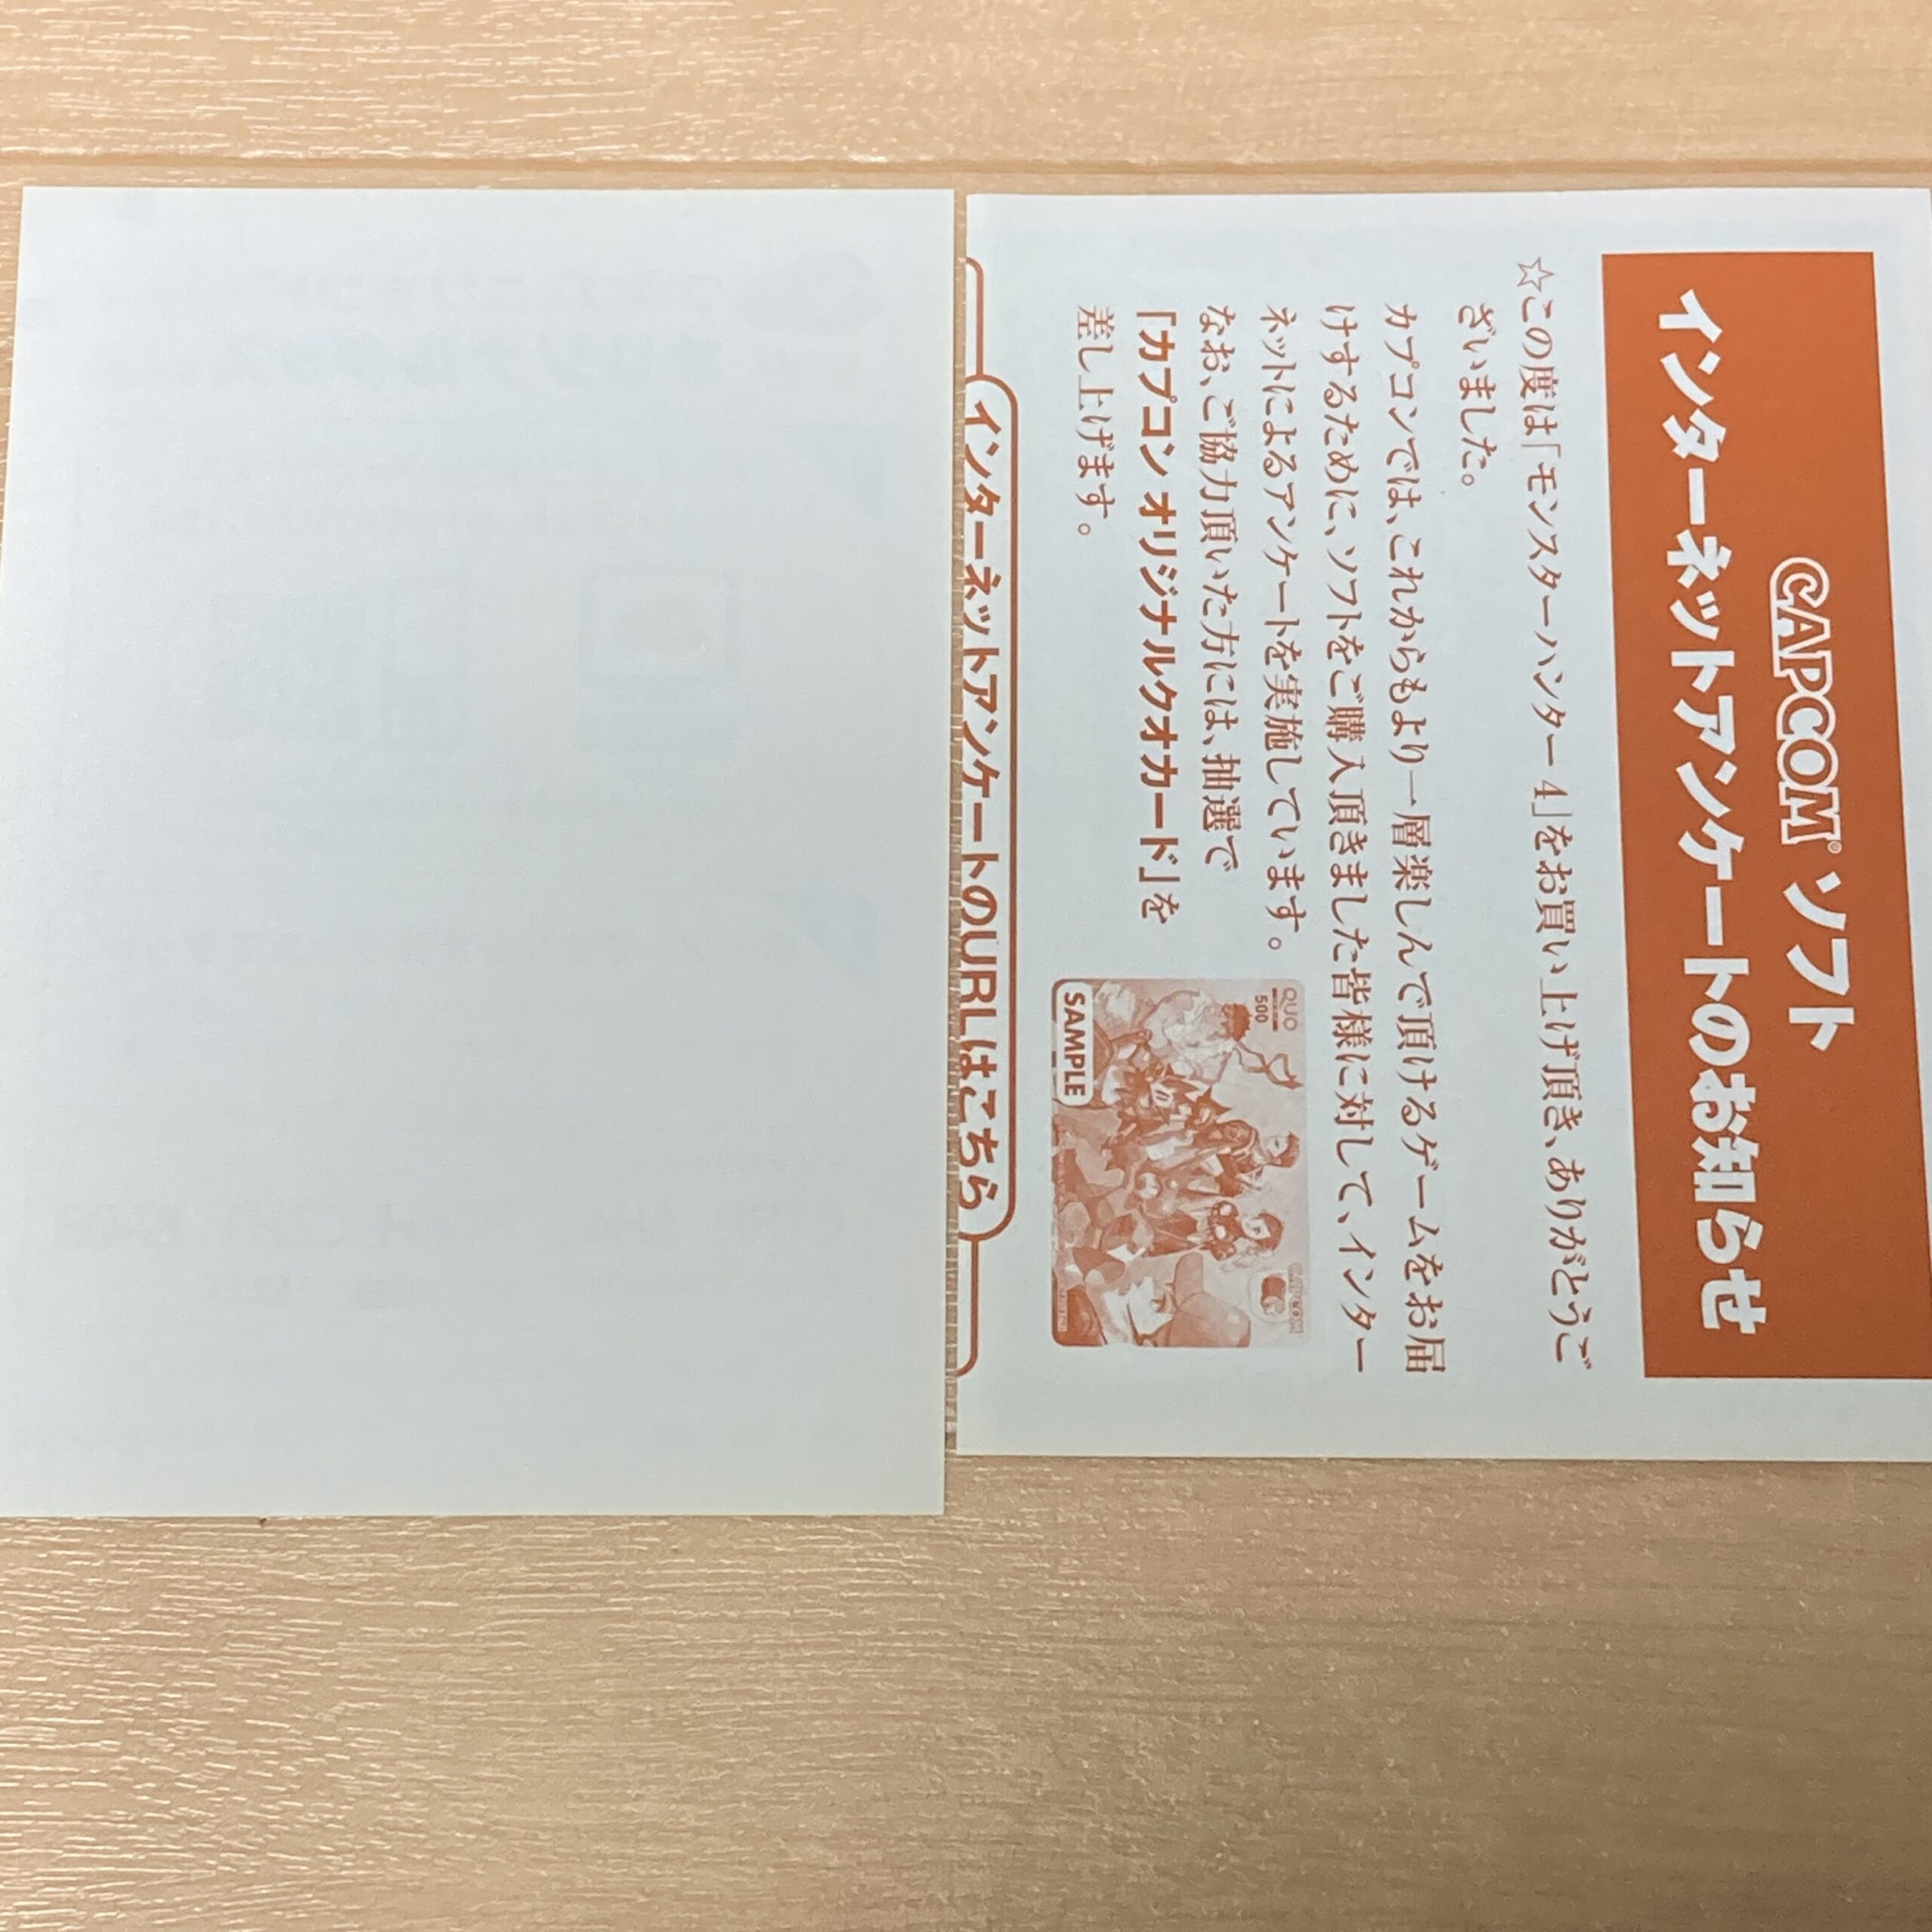 CAPCOM® ソフト
インターネットアンケートのお知らせ
☆この度は「モンスターハンター4」をお買い上げ頂き、ありがとうご
ざいました。
カプコンでは、これからもより一層楽しんで頂けるゲームをお届
けするために、ソフトをご購入頂きました皆様に対して、インター
ネットによるアンケートを実施しています。
なお、ご協力頂いた方には、抽選で
「カプコン オリジナルクオカード」を
差し上げます。
QUO
500
CAPCOM
SAMPLE
インターネットアンケートのURLはこちら